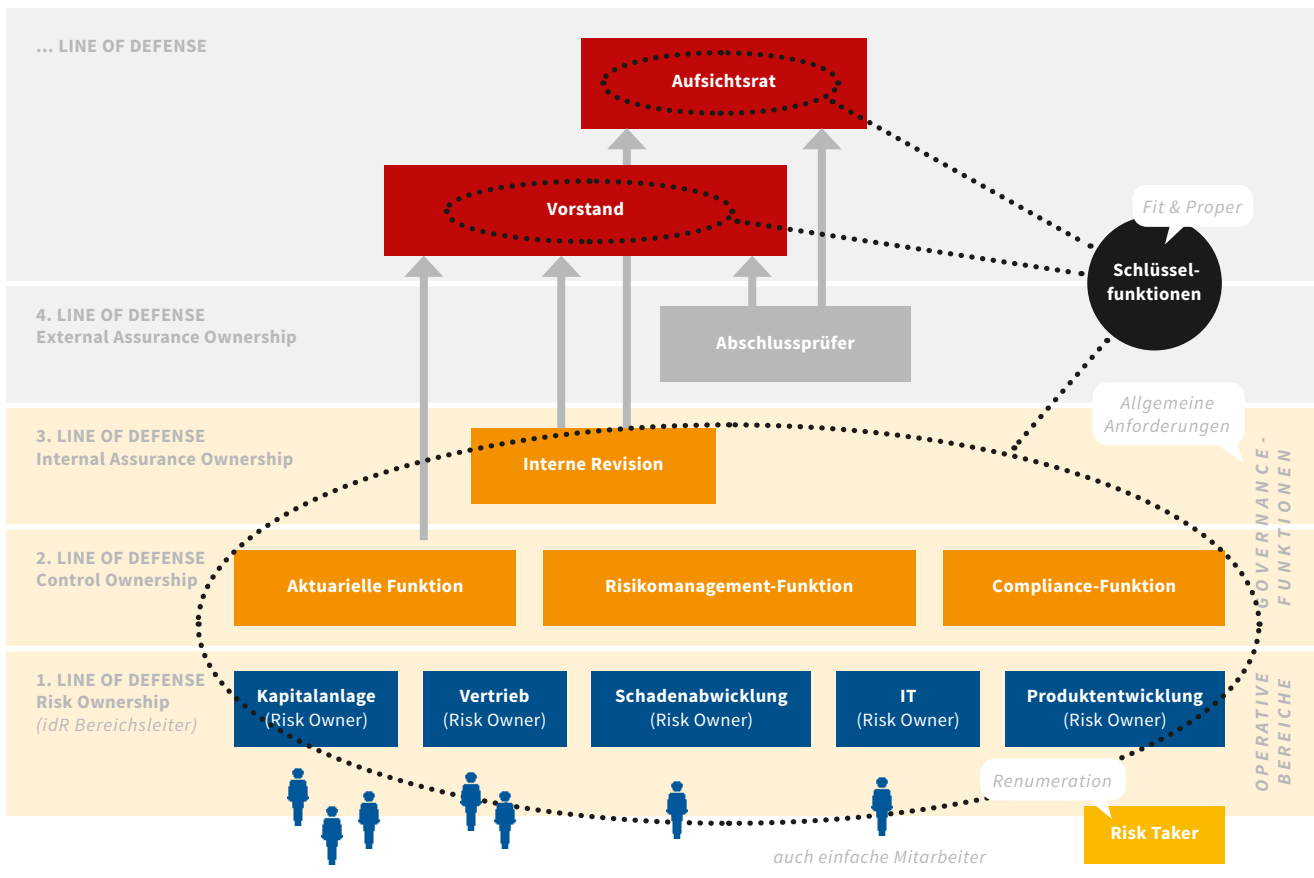 ... LINE OF DEFENSE
Aufsichtsrat
Vorstand
Fit & Proper
Schlüssel-
funktionen
4. LINE OF DEFENSE
External Assurance Ownership
Abschlussprüfer
Allgemeine
Anforderungen
3. LINE OF DEFENSE
Internal Assurance Ownership
Interne Revision
GOVERNANCE-
FUNKTIONEN
2. LINE OF DEFENSE
Control Ownership
Aktuarielle Funktion
Risikomanagement-Funktion
Compliance-Funktion
1. LINE OF DEFENSE
Risk Ownership
(idR Bereichsleiter)
Kapitalanlage
(Risk Owner)
Vertrieb
(Risk Owner)
Schadenabwicklung
(Risk Owner)
IT
(Risk Owner)
Produktentwicklung
(Risk Owner)
OPERATIVE
BEREICHE
Renumeration
Risk Taker
auch einfache Mitarbeiter